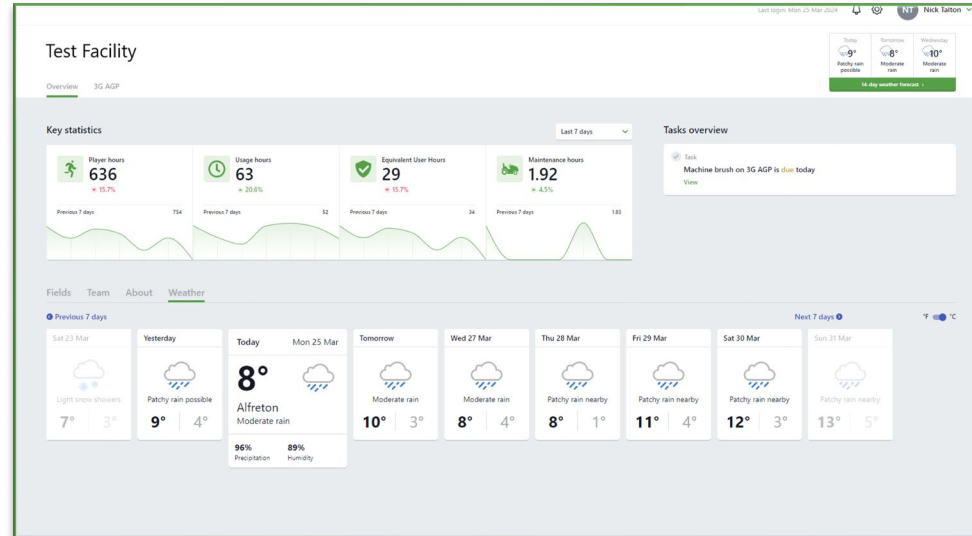 Last login: Mon 25 Mar 2024
NT Nick Talton
Test Facility
Today Tomorrow Wednesday
9° 8° 10°
Patchy rain possible Moderate rain Moderate rain
14 day weather forecast
Overview 3G AGP
Key statistics
Last 7 days
Player hours
636
15.7%
Previous 7 days 754
Usage hours
63
20.6%
Previous 7 days 52
Equivalent User Hours
29
15.7%
Previous 7 days 34
Maintenance hours
1.92
4.5%
Previous 7 days 1.83
Tasks overview
Task
Machine brush on 3G AGP is due today
View
Fields Team About Weather
Previous 7 days
Next 7 days
°F °C
Sat 23 Mar
Light snow showers
7° 3°
Yesterday
Patchy rain possible
9° 4°
Today Mon 25 Mar
8°
Alfreton
Moderate rain
96% 89%
Precipitation Humidity
Tomorrow
Moderate rain
10° 3°
Wed 27 Mar
Moderate rain
8° 4°
Thu 28 Mar
Patchy rain nearby
8° 1°
Fri 29 Mar
Patchy rain nearby
11° 4°
Sat 30 Mar
Patchy rain nearby
12° 3°
Sun 31 Mar
Patchy rain nearby
13° 5°